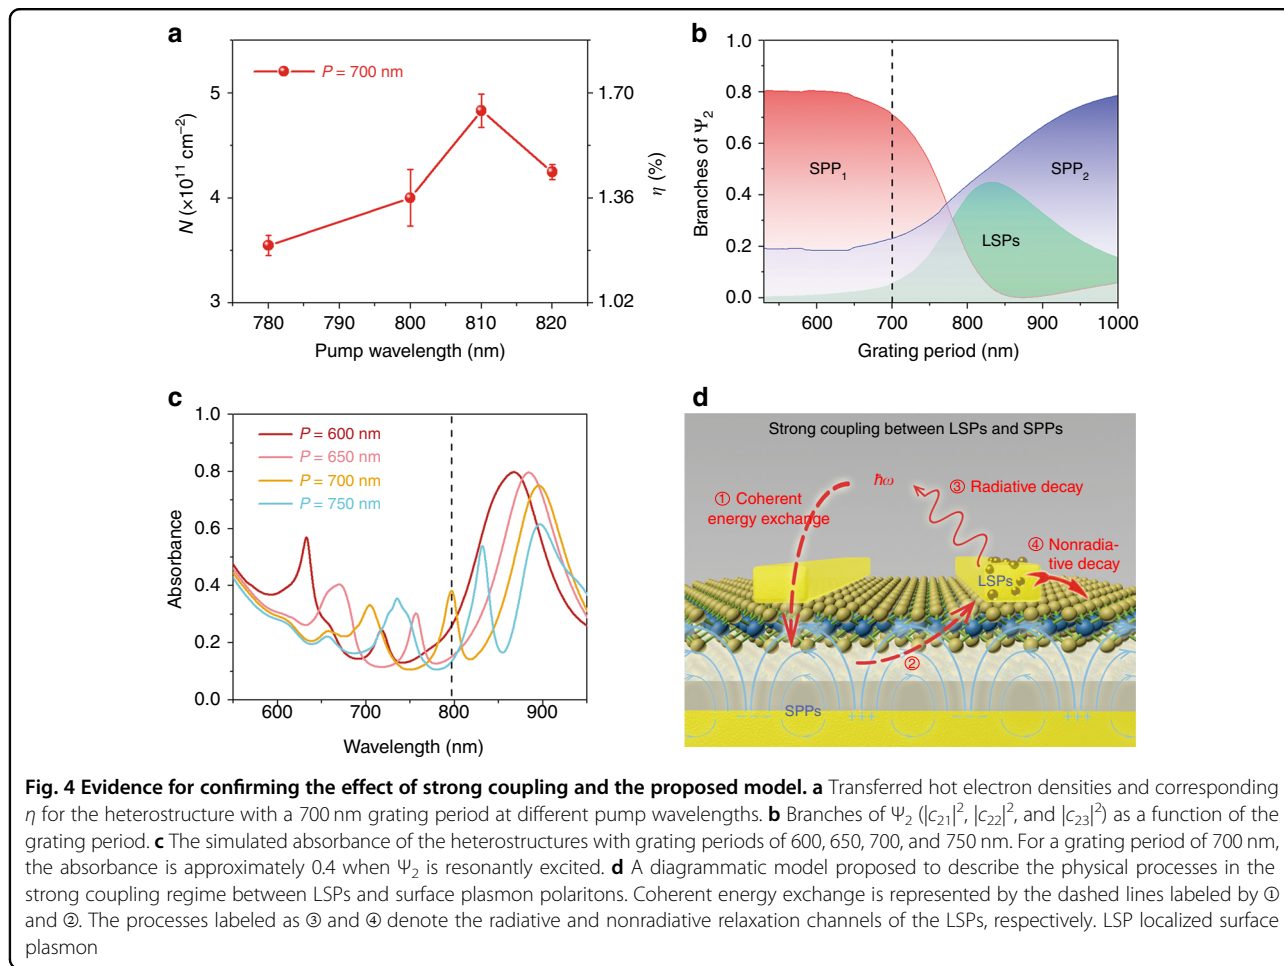 a
P = 700 nm
5
4
3
N (×10¹¹ cm⁻²)
1.70
1.36
1.02
η (%)
780 790 800 810 820
Pump wavelength (nm)
b
1.0
0.8
0.6
0.4
0.2
0.0
Branches of Ψ₂
SPP₁
SPP₂
LSPs
600 700 800 900 1000
Grating period (nm)
c
1.0
0.8
0.6
0.4
0.2
0.0
Absorbance
P = 600 nm
P = 650 nm
P = 700 nm
P = 750 nm
600 700 800 900
Wavelength (nm)
d
Strong coupling between LSPs and SPPs
ħω
① Coherent
energy exchange
③ Radiative decay
④ Nonradia-
tive decay
LSPs
②
SPPs
− − − + + + − − − + + +
Fig. 4 Evidence for confirming the effect of strong coupling and the proposed model. a Transferred hot electron densities and corresponding
η for the heterostructure with a 700 nm grating period at different pump wavelengths. b Branches of Ψ₂ (|c₂₁|², |c₂₂|², and |c₂₃|²) as a function of the
grating period. c The simulated absorbance of the heterostructures with grating periods of 600, 650, 700, and 750 nm. For a grating period of 700 nm,
the absorbance is approximately 0.4 when Ψ₂ is resonantly excited. d A diagrammatic model proposed to describe the physical processes in the
strong coupling regime between LSPs and surface plasmon polaritons. Coherent energy exchange is represented by the dashed lines labeled by ①
and ②. The processes labeled as ③ and ④ denote the radiative and nonradiative relaxation channels of the LSPs, respectively. LSP localized surface
plasmon